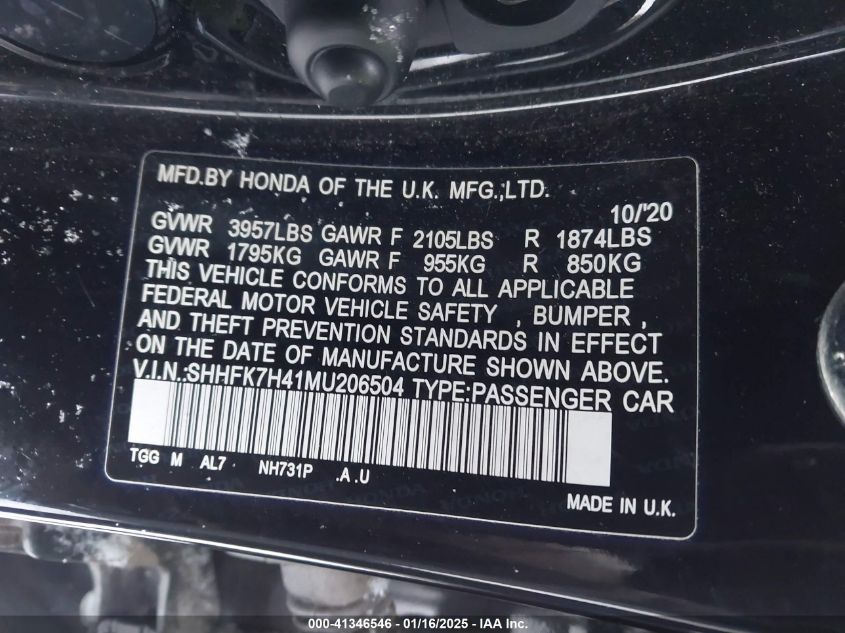 MFD.BY HONDA OF THE U.K. MFG.,LTD.
10/'20
GVWR 3957LBS GAWR F 2105LBS R 1874LBS
GVWR 1795KG GAWR F 955KG R 850KG
THIS VEHICLE CONFORMS TO ALL APPLICABLE
FEDERAL MOTOR VEHICLE SAFETY , BUMPER ,
AND THEFT PREVENTION STANDARDS IN EFFECT
ON THE DATE OF MANUFACTURE SHOWN ABOVE.
V.I.N.:SHHFK7H41MU206504 TYPE:PASSENGER CAR
TGG M AL7 NH731P .A .U
HONDA HONDA HONDA
MADE IN U.K.
000-41346546 - 01/16/2025 - IAA Inc.